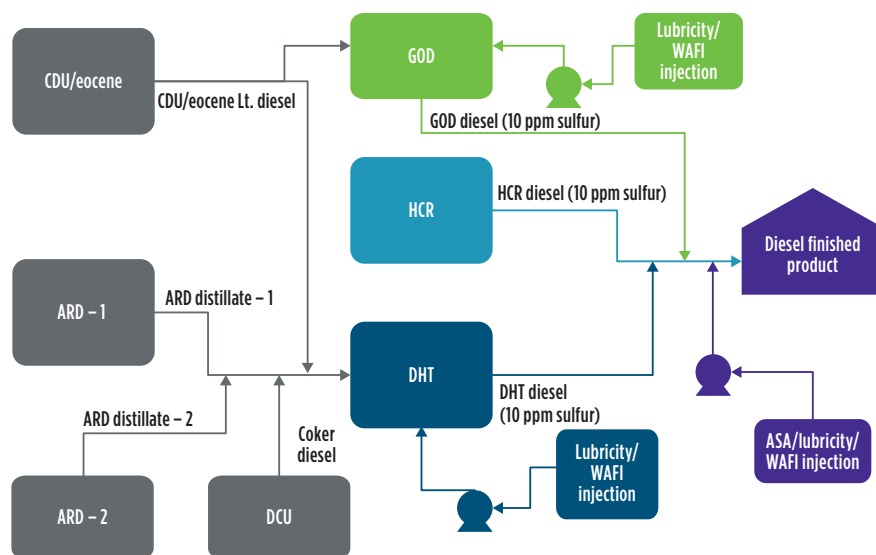 CDU/eocene
GOD
Lubricity/
WAFI
injection
CDU/eocene Lt. diesel
GOD diesel (10 ppm sulfur)
HCR
HCR diesel (10 ppm sulfur)
Diesel finished
product
ARD – 1
ARD distillate – 1
DHT
DHT diesel
(10 ppm sulfur)
ARD distillate – 2
Coker
diesel
Lubricity/
WAFI
injection
ASA/lubricity/
WAFI injection
ARD – 2
DCU